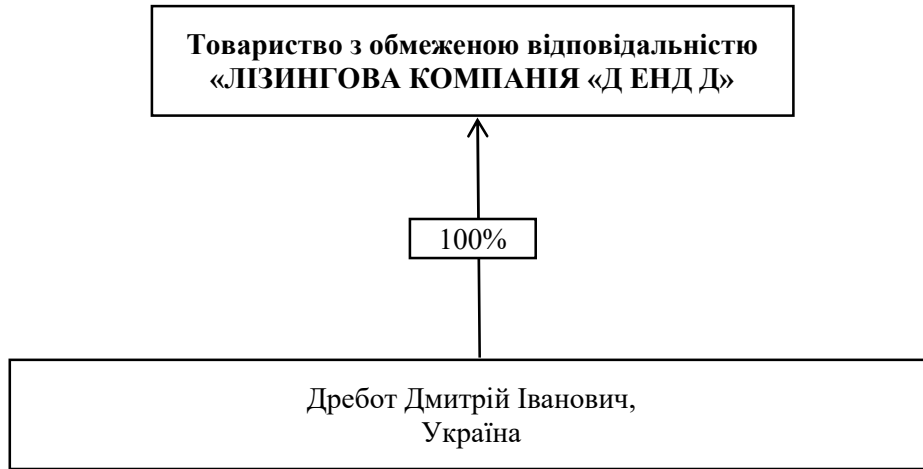 Товариство з обмеженою відповідальністю
«ЛІЗИНГОВА КОМПАНІЯ «Д ЕНД Д»
100%
Дребот Дмитрій Іванович,
Україна